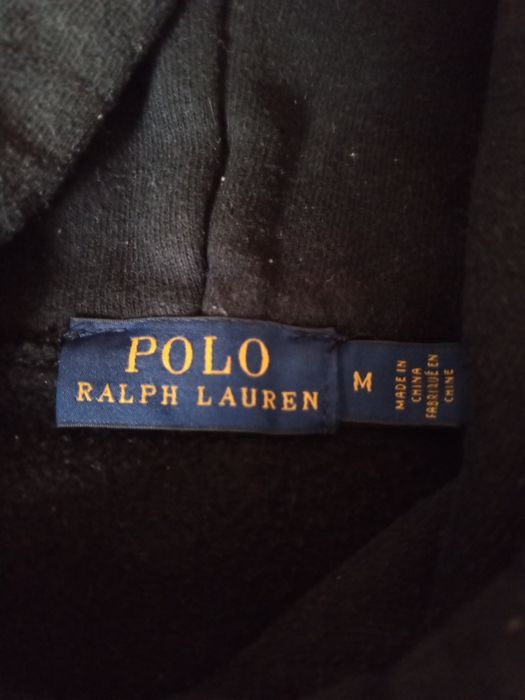 POLO
RALPH LAUREN
M
MADE IN
CHINA
FABRIQUÉ EN
CHINE